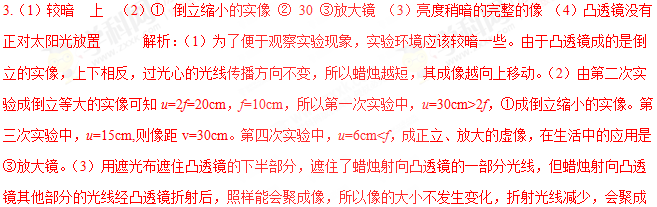 3.（1）较暗　上　（2）① 倒立缩小的实像 ② 30 ③放大镜 （3）亮度稍暗的完整的像 （4）凸透镜没有
正对太阳光放置　　解析：（1）为了便于观察实验现象，实验环境应该较暗一些。由于凸透镜成的是倒
立的实像，上下相反，过光心的光线传播方向不变，所以蜡烛越短，其成像越向上移动。（2）由第二次实
验成倒立等大的实像可知 u=2f=20cm，f=10cm，所以第一次实验中，u=30cm>2f，①成倒立缩小的实像。第
三次实验中，u=15cm,则像距 v=30cm。第四次实验中，u=6cm<f，成正立、放大的虚像，在生活中的应用是
③放大镜。（3）用遮光布遮住凸透镜的下半部分，遮住了蜡烛射向凸透镜的一部分光线，但蜡烛射向凸透
镜其他部分的光线经凸透镜折射后，照样能会聚成像，所以像的大小不发生变化，折射光线减少，会聚成